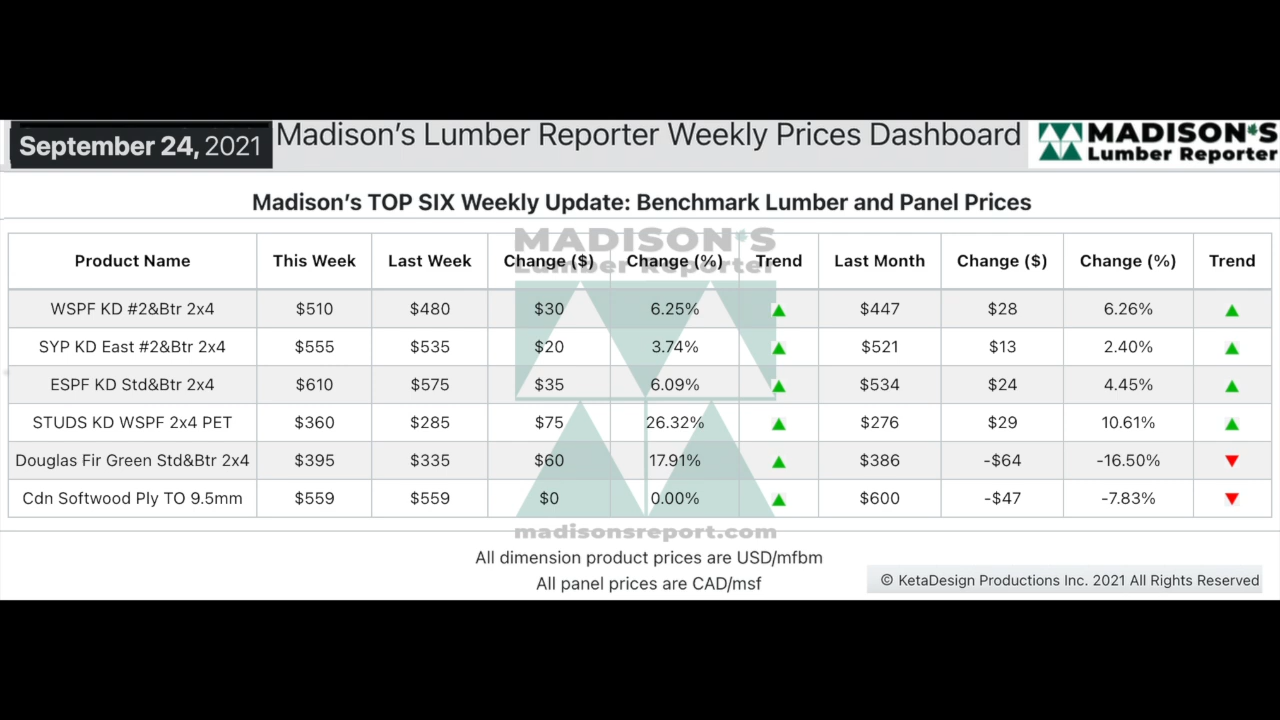 September 24, 2021 Madison's Lumber Reporter Weekly Prices Dashboard MADISON'S
Lumber Reporter
Madison's TOP SIX Weekly Update: Benchmark Lumber and Panel Prices
MADISON'S
Lumber Reporter
Product Name This Week Last Week Change ($) Change (%) Trend Last Month Change ($) Change (%) Trend
WSPF KD #2&Btr 2x4 $510 $480 $30 6.25% ▲ $447 $28 6.26% ▲
SYP KD East #2&Btr 2x4 $555 $535 $20 3.74% ▲ $521 $13 2.40% ▲
ESPF KD Std&Btr 2x4 $610 $575 $35 6.09% ▲ $534 $24 4.45% ▲
STUDS KD WSPF 2x4 PET $360 $285 $75 26.32% ▲ $276 $29 10.61% ▲
Douglas Fir Green Std&Btr 2x4 $395 $335 $60 17.91% ▲ $386 -$64 -16.50% ▼
Cdn Softwood Ply TO 9.5mm $559 $559 $0 0.00% ▲ $600 -$47 -7.83% ▼
madisonsreport.com
All dimension product prices are USD/mfbm
All panel prices are CAD/msf
© KetaDesign Productions Inc. 2021 All Rights Reserved